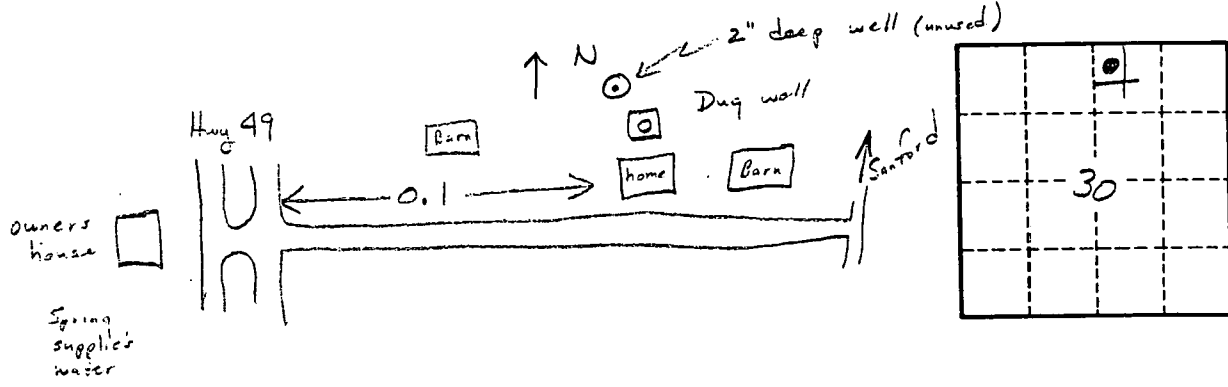 2" deep well (unused)
N
Dug well
Hwy 49
Barn
home
Barn
Sanford
0.1
30
owners
house
Spring
supplie's
water